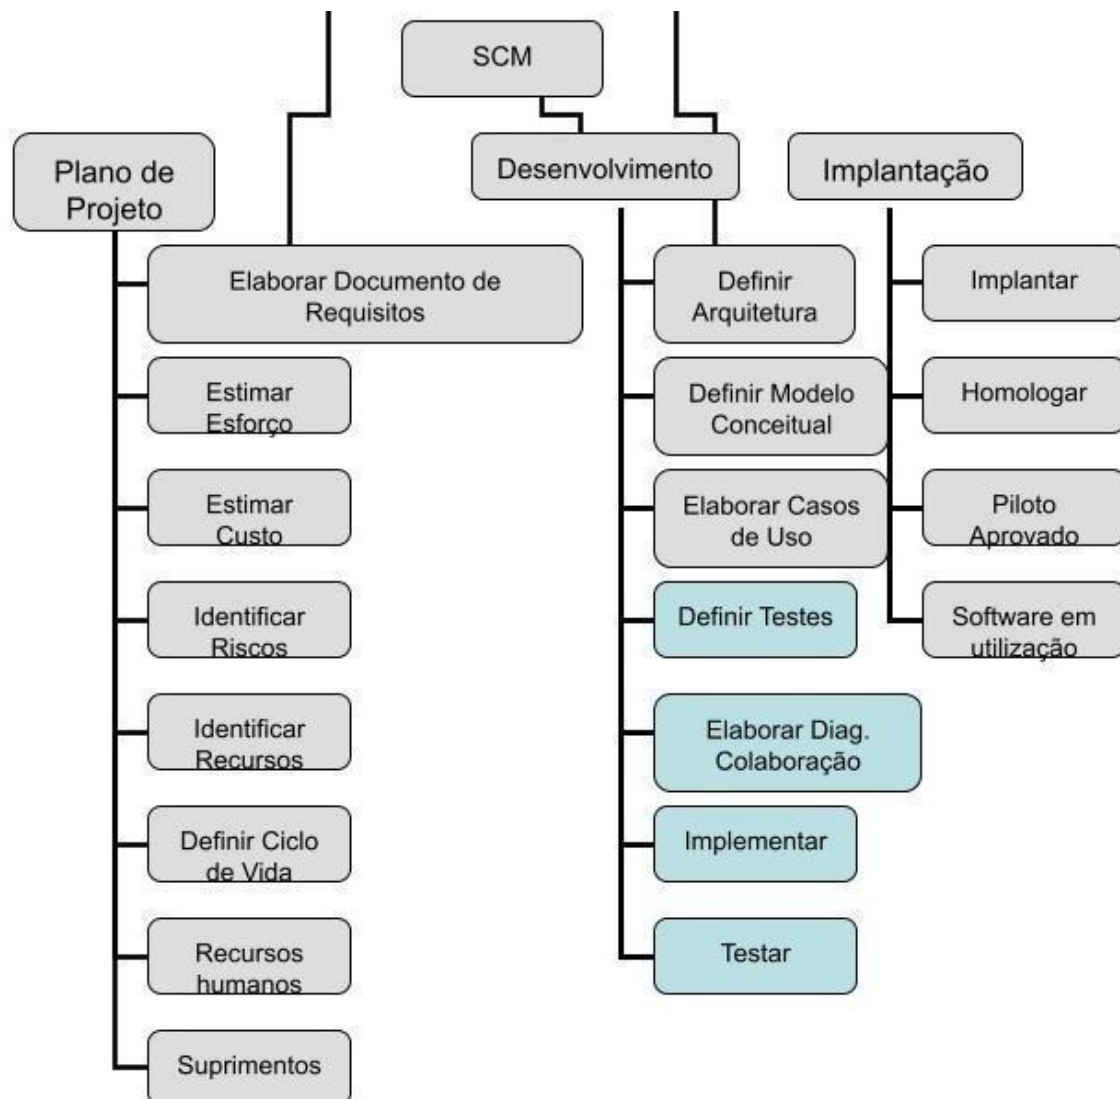 SCM
Plano de
Projeto
Elaborar Documento de
Requisitos
Estimar
Esforço
Estimar
Custo
Identificar
Riscos
Identificar
Recursos
Definir Ciclo
de Vida
Recursos
humanos
Suprimentos
Desenvolvimento
Definir
Arquitetura
Definir Modelo
Conceitual
Elaborar Casos
de Uso
Definir Testes
Elaborar Diag.
Colaboração
Implementar
Testar
Implantação
Implantar
Homologar
Piloto
Aprovado
Software em
utilização